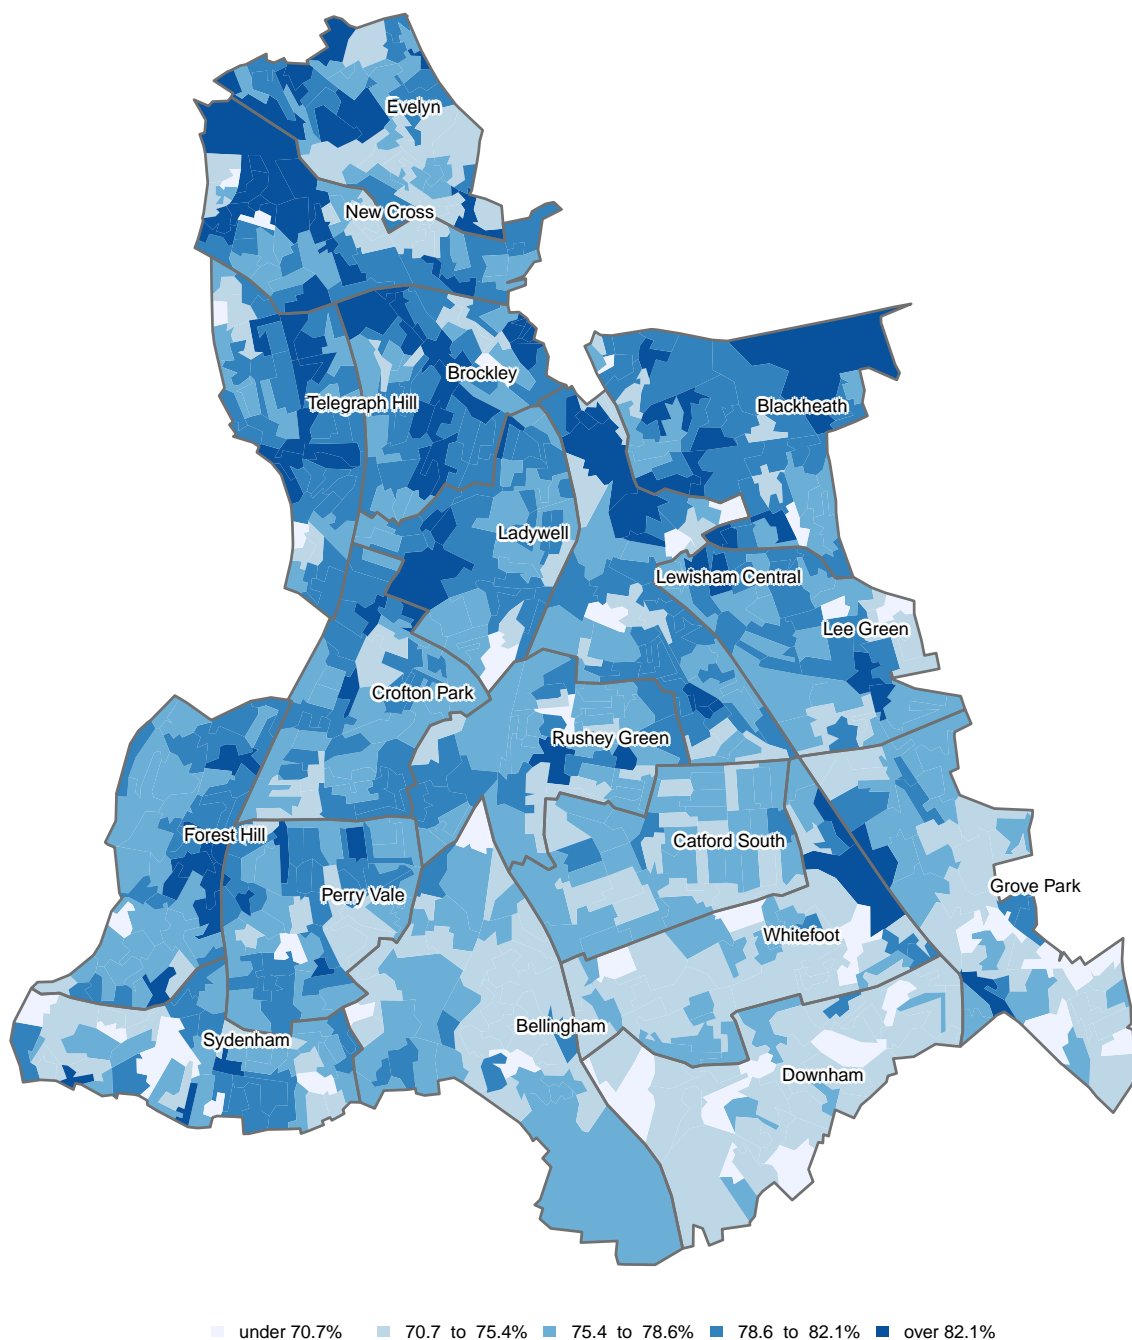 Evelyn
New Cross
Brockley
Telegraph Hill
Blackheath
Ladywell
Lewisham Central
Lee Green
Crofton Park
Rushey Green
Forest Hill
Catford South
Perry Vale
Grove Park
Whitefoot
Bellingham
Sydenham
Downham
under 70.7% 70.7 to 75.4% 75.4 to 78.6% 78.6 to 82.1% over 82.1%